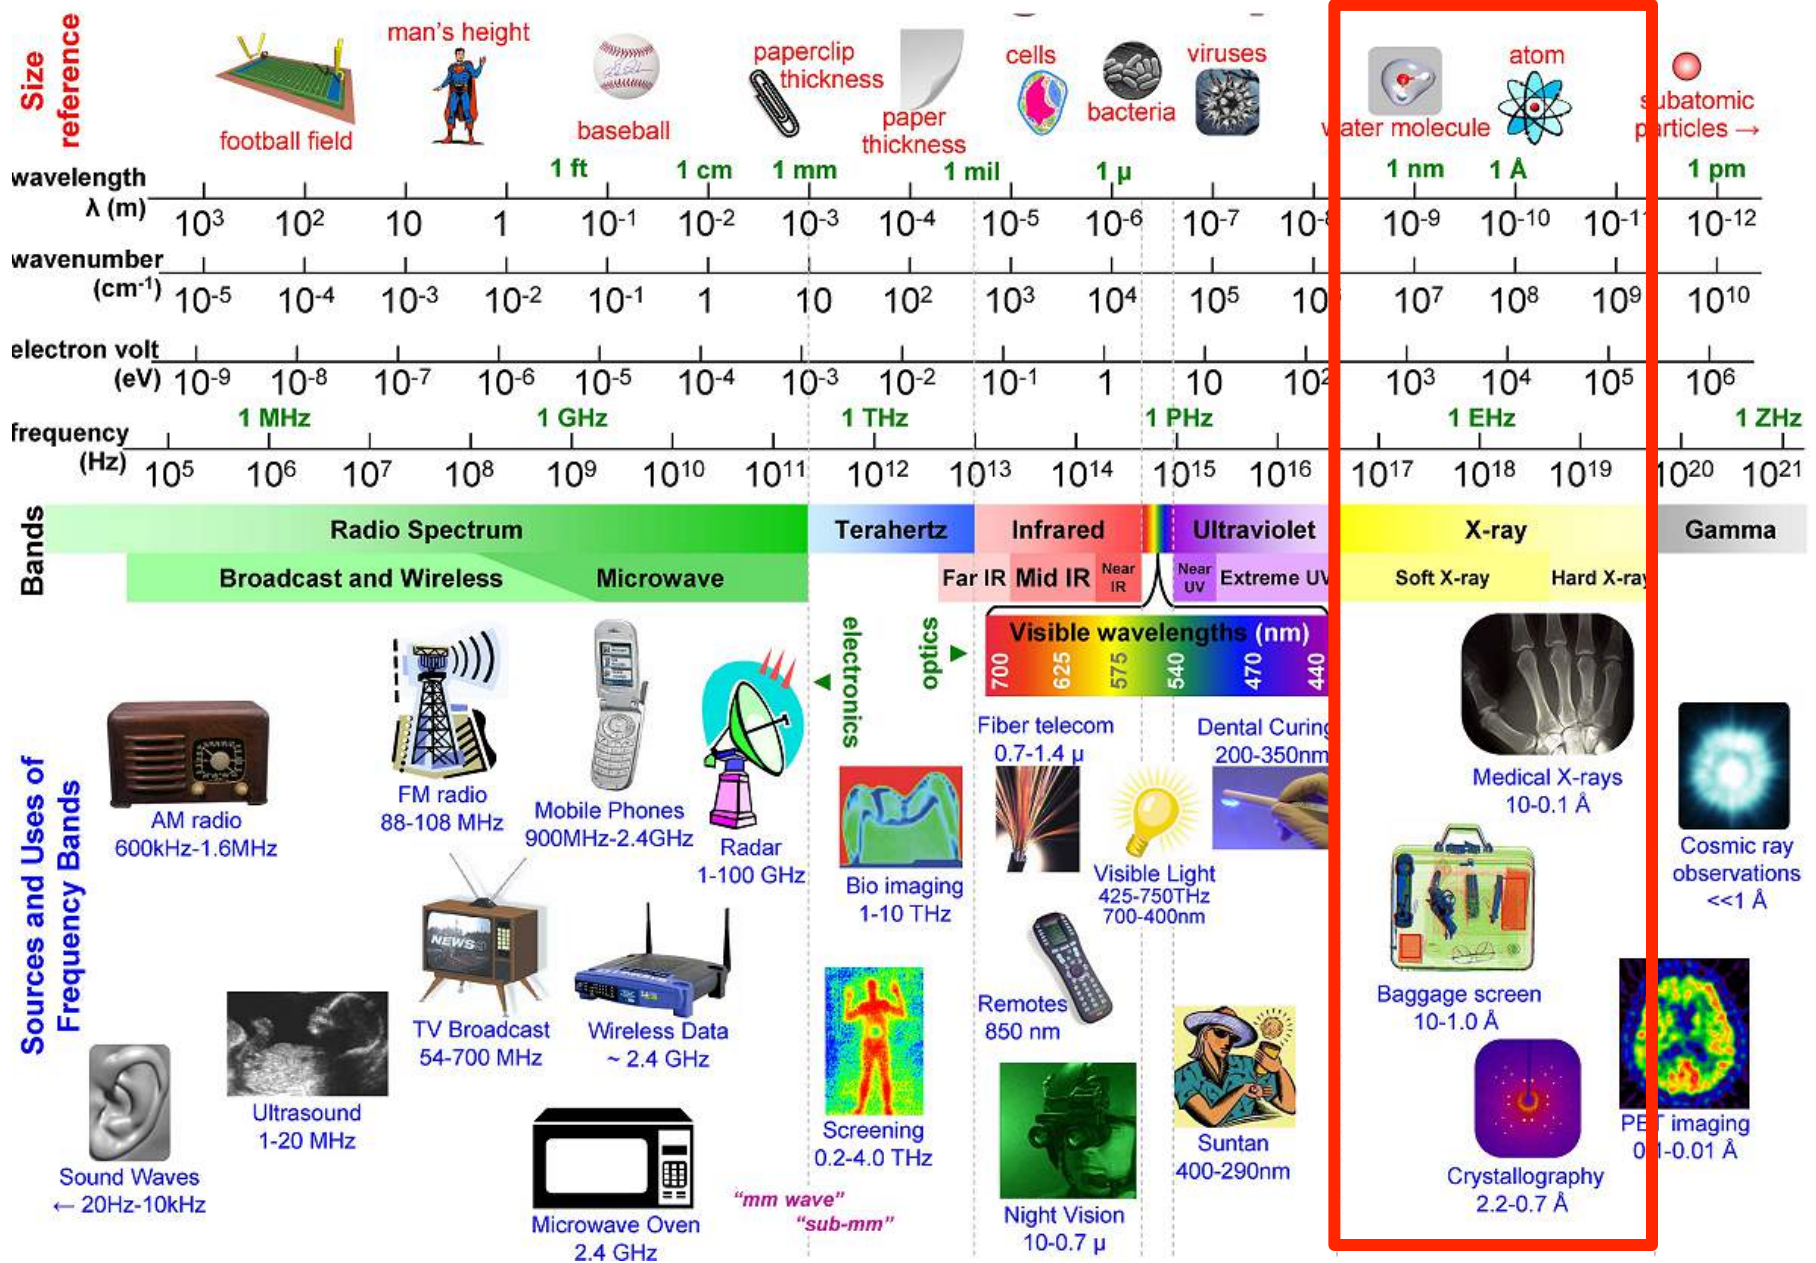 Size
reference
football field
man's height
baseball
paperclip
thickness
paper
thickness
cells
bacteria
viruses
water molecule
atom
subatomic
particles →
1 ft
1 cm
1 mm
1 mil
1 µ
1 nm
1 Å
1 pm
wavelength
λ (m)
10³ 10² 10 1 10⁻¹ 10⁻² 10⁻³ 10⁻⁴ 10⁻⁵ 10⁻⁶ 10⁻⁷ 10⁻⁸ 10⁻⁹ 10⁻¹⁰ 10⁻¹¹ 10⁻¹²
wavenumber
(cm⁻¹)
10⁻⁵ 10⁻⁴ 10⁻³ 10⁻² 10⁻¹ 1 10 10² 10³ 10⁴ 10⁵ 10 10⁷ 10⁸ 10⁹ 10¹⁰
electron volt
(eV)
10⁻⁹ 10⁻⁸ 10⁻⁷ 10⁻⁶ 10⁻⁵ 10⁻⁴ 10⁻³ 10⁻² 10⁻¹ 1 10 10² 10³ 10⁴ 10⁵ 10⁶
1 MHz 1 GHz 1 THz 1 PHz 1 EHz 1 ZHz
frequency
(Hz)
10⁵ 10⁶ 10⁷ 10⁸ 10⁹ 10¹⁰ 10¹¹ 10¹² 10¹³ 10¹⁴ 10¹⁵ 10¹⁶ 10¹⁷ 10¹⁸ 10¹⁹ 10²⁰ 10²¹
Bands
Radio Spectrum
Terahertz
Infrared
Ultraviolet
X-ray
Gamma
Broadcast and Wireless
Microwave
Far IR
Mid IR
Near
IR
Near
UV
Extreme UV
Soft X-ray
Hard X-ray
electronics
optics
Visible wavelengths (nm)
700 625 575 540 470 440
Sources and Uses of
Frequency Bands
AM radio
600kHz-1.6MHz
FM radio
88-108 MHz
Mobile Phones
900MHz-2.4GHz
Radar
1-100 GHz
Bio imaging
1-10 THz
Fiber telecom
0.7-1.4 µ
Visible Light
425-750THz
700-400nm
Dental Curing
200-350nm
Medical X-rays
10-0.1 Å
Cosmic ray
observations
<<1 Å
Baggage screen
10-1.0 Å
NEWS
TV Broadcast
54-700 MHz
Wireless Data
~ 2.4 GHz
Remotes
850 nm
Sound Waves
← 20Hz-10kHz
Ultrasound
1-20 MHz
Microwave Oven
2.4 GHz
"mm wave"
"sub-mm"
Screening
0.2-4.0 THz
Night Vision
10-0.7 µ
Suntan
400-290nm
Crystallography
2.2-0.7 Å
PET imaging
0.1-0.01 Å